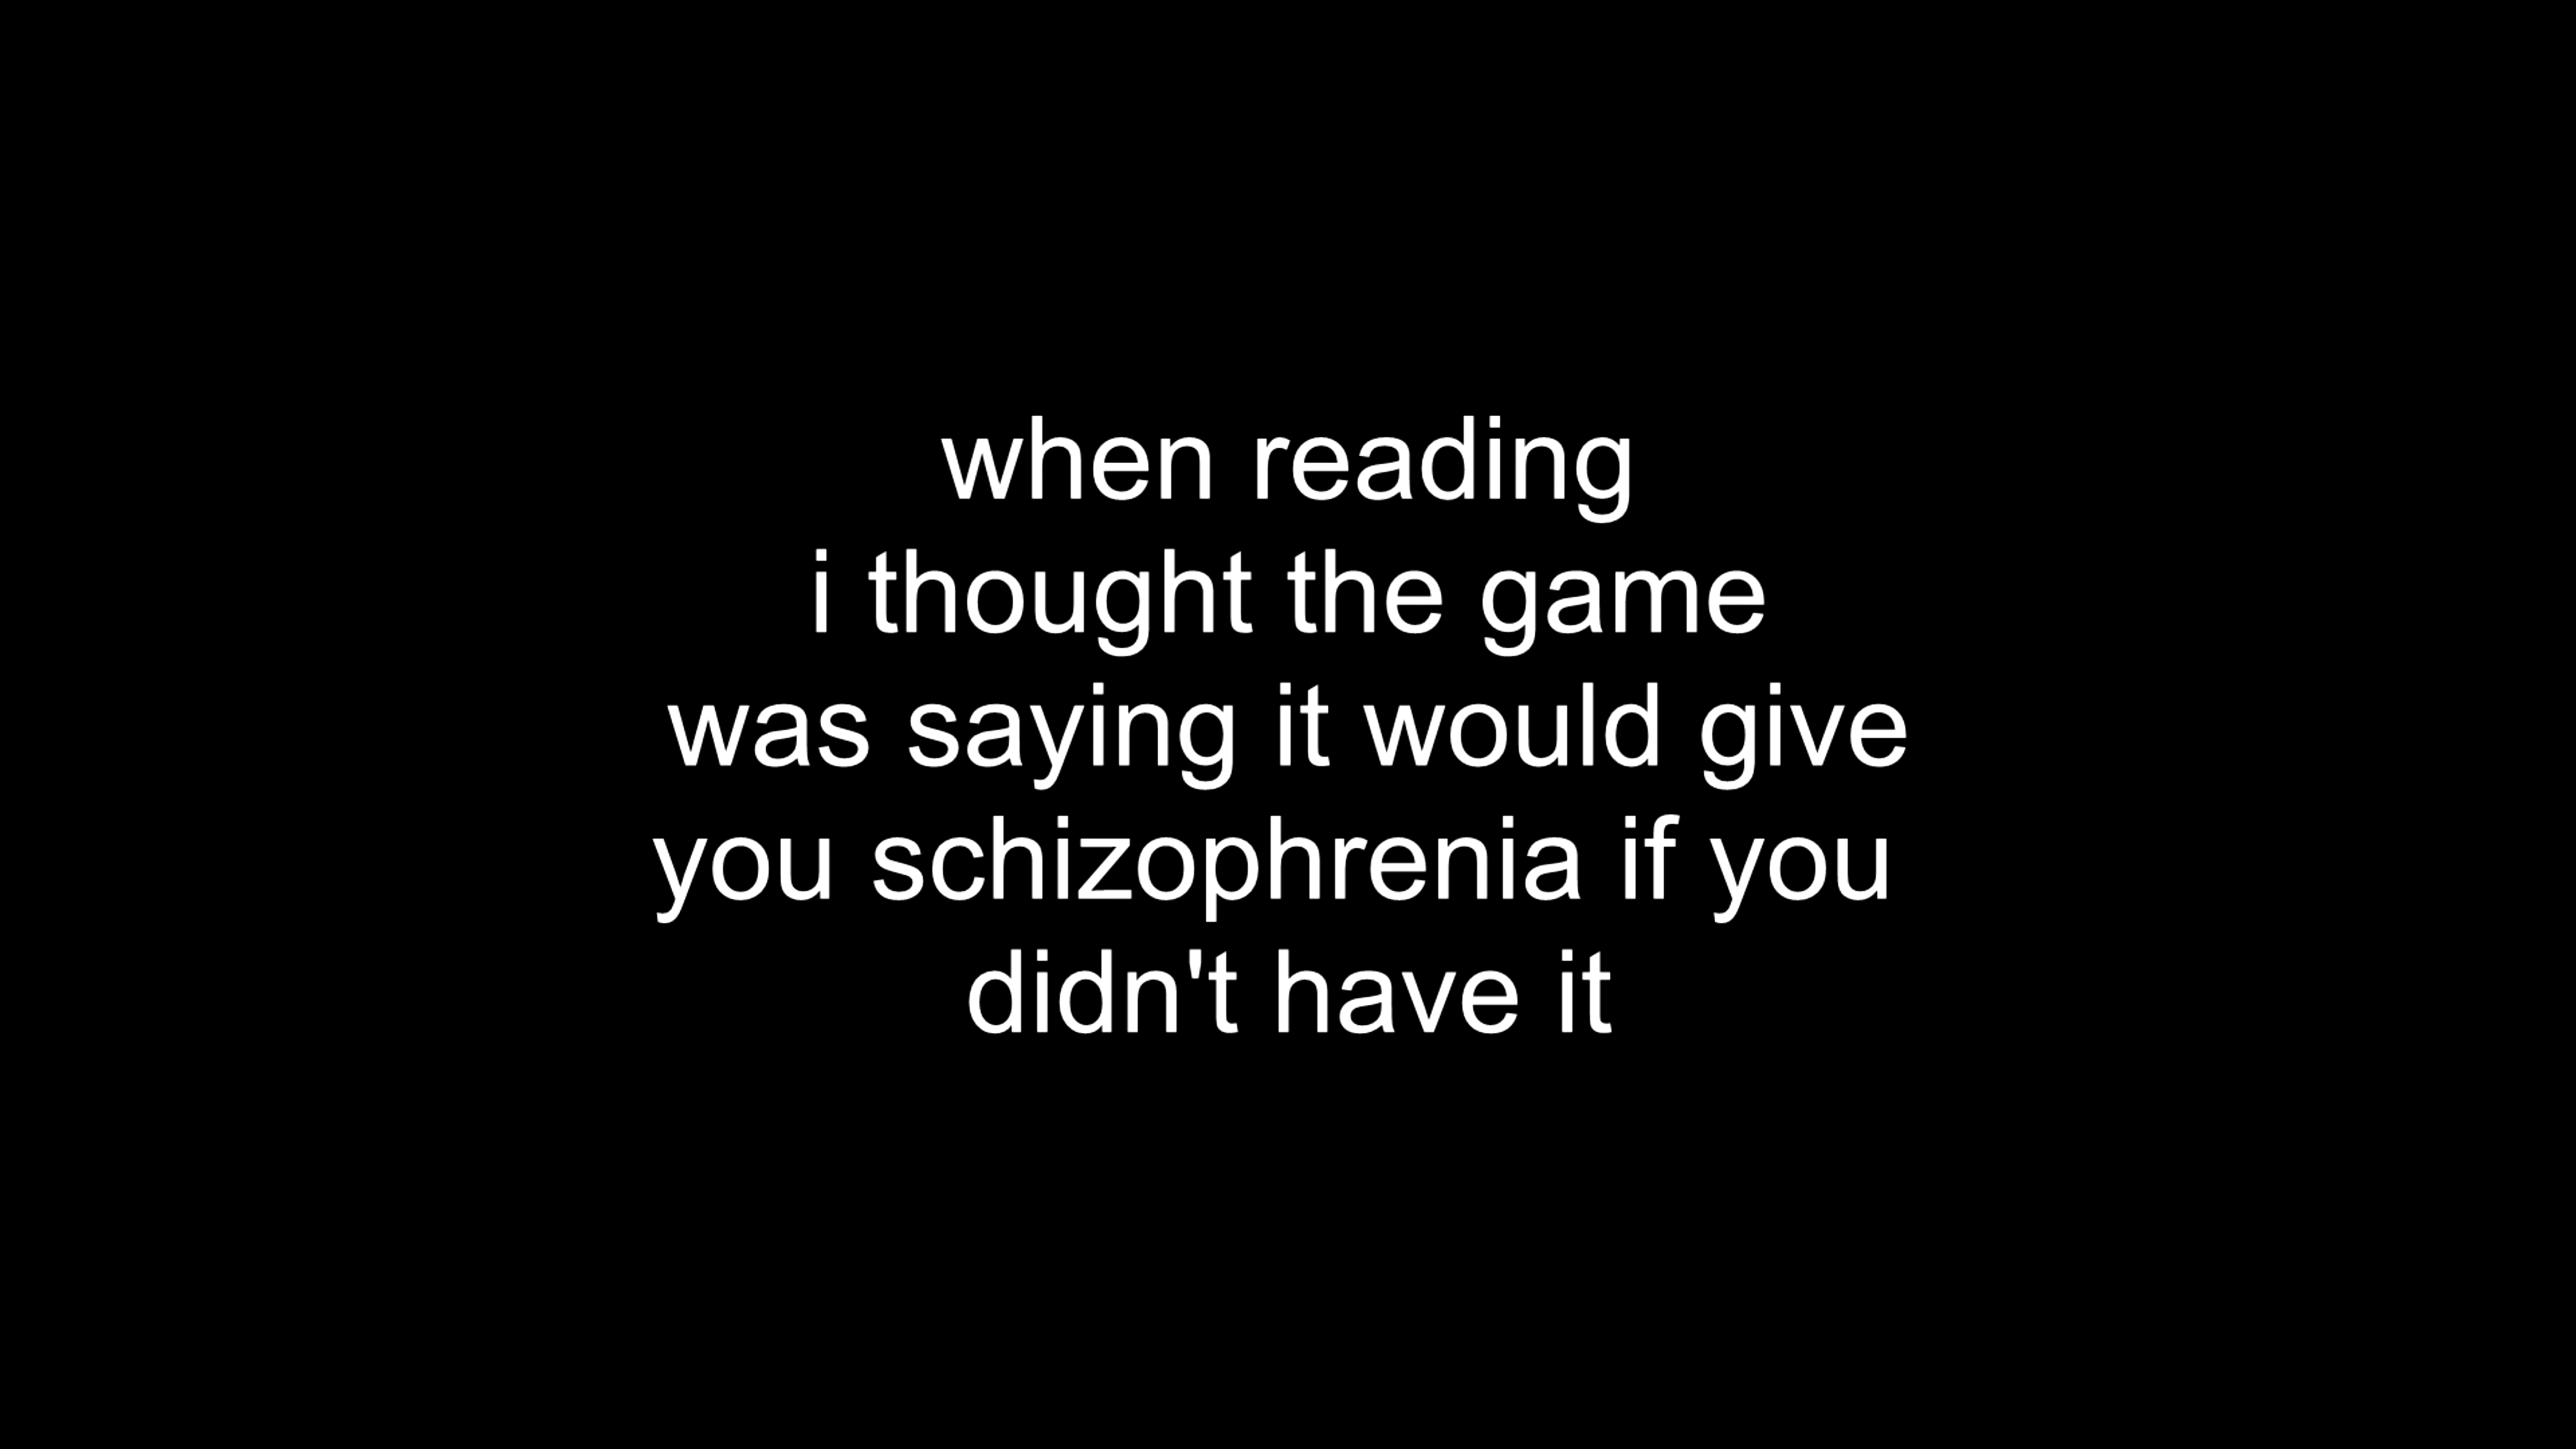 when reading
i thought the game
was saying it would give
you schizophrenia if you
didn't have it